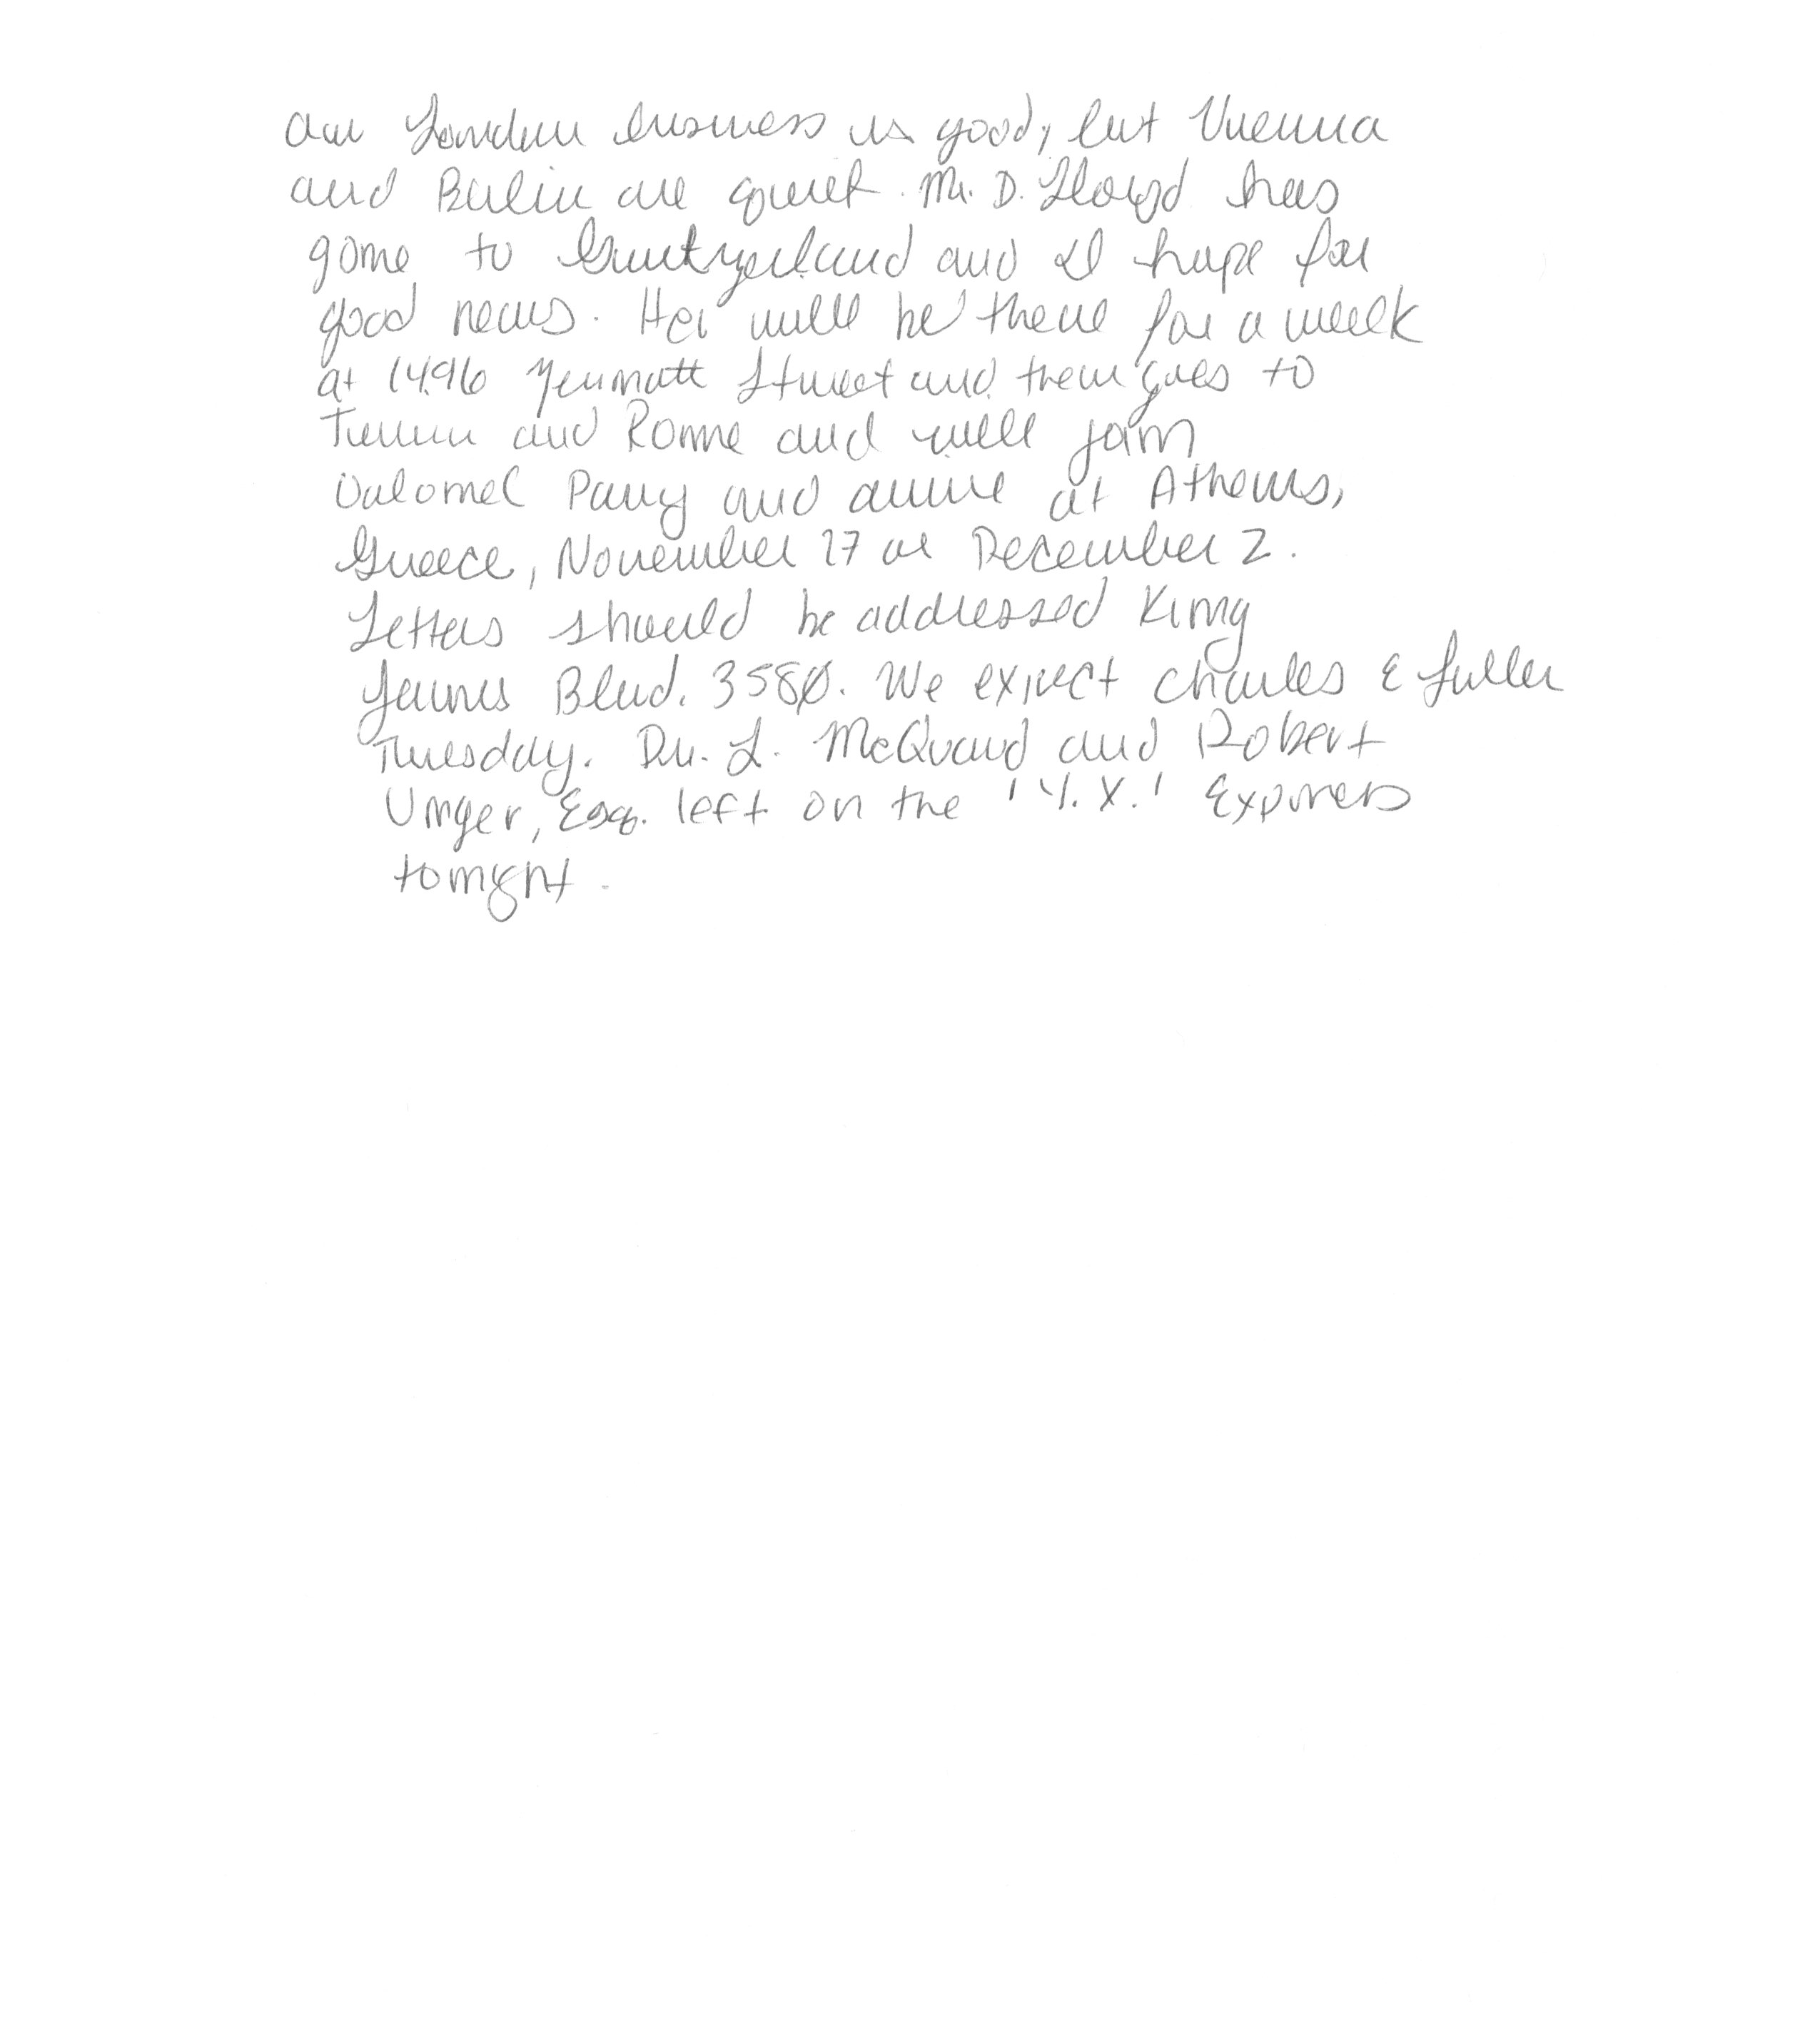 Our London business is good, but Vienna
and Berlin are quiet. Mr. D. Lloyd has
gone to Switzerland and I hope for
good news. He will be there for a week
at 1496 Zermott Street and then goes to
Turin and Rome and will join
Colonel Parry and arrive at Athens,
Greece, November 27 or December 2.
Letters should be addressed King
James Blvd. 3580. We expect Charles E Fuller
Tuesday. Dr. L. McQuaid and Robert
Unger, Esq. left on the 'Y.X.' Express
tonight.